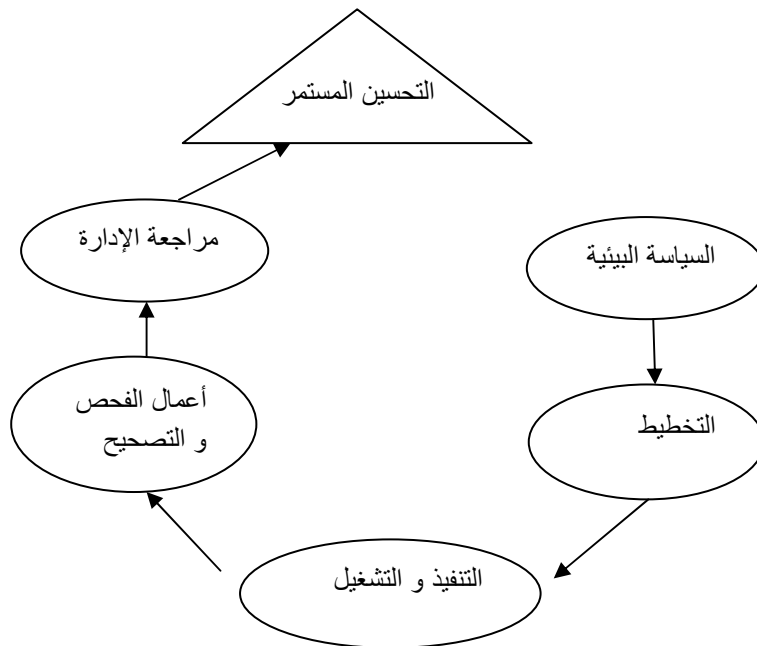 التحسين المستمر
مراجعة الإدارة
السياسة البيئية
أعمال الفحص
و التصحيح
التخطيط
التنفيذ و التشغيل